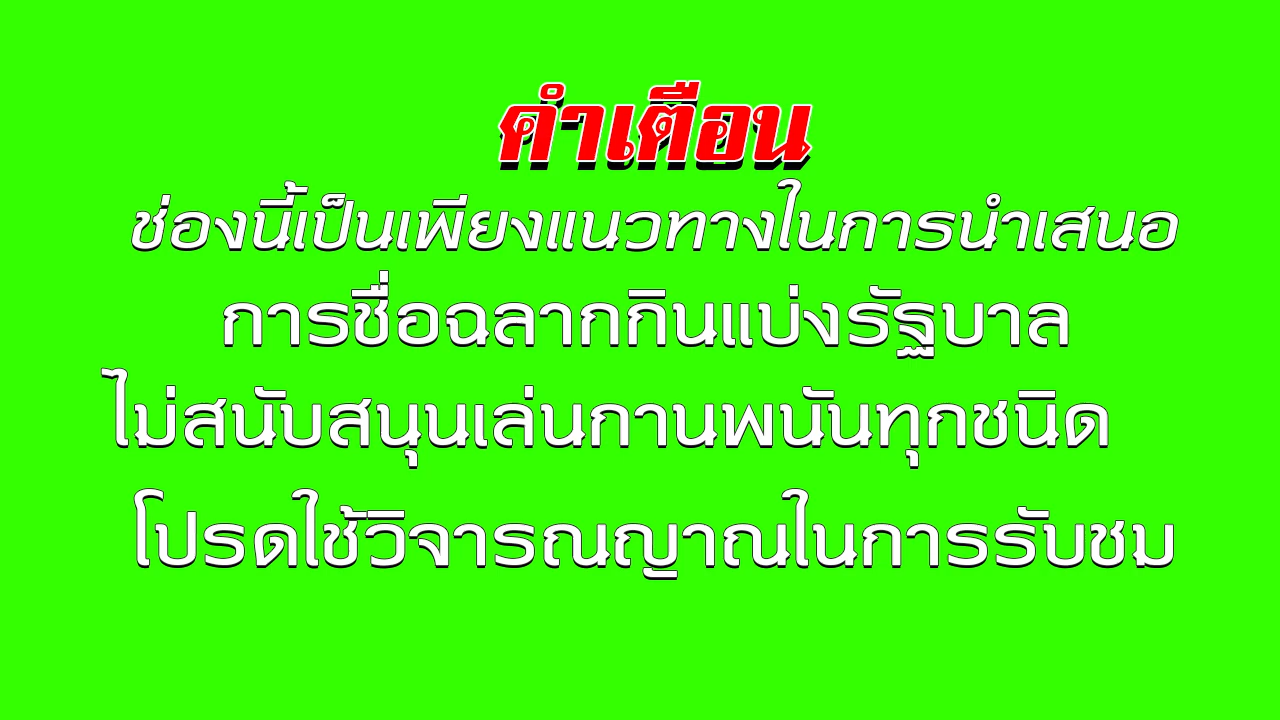 คำเตือน
ช่องนี้เป็นเพียงแนวทางในการนำเสนอ
การซื่อฉลากกินแบ่งรัฐบาล
ไม่สนับสนุนเล่นกานพนันทุกชนิด
โปรดใช้วิจารณญาณในการรับชม